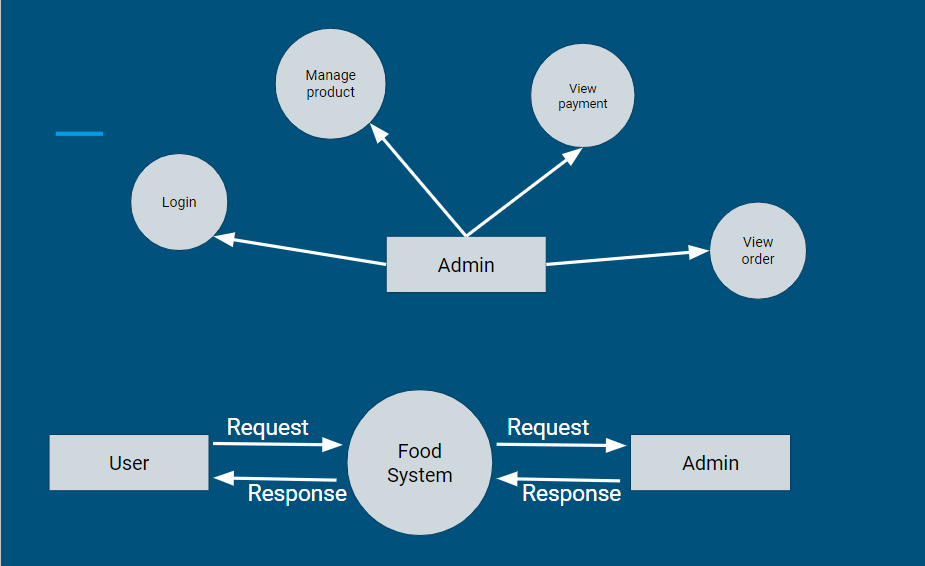 Manage
product
View
payment
Login
View
order
Admin
Request
Request
User
Food
System
Admin
Response
Response